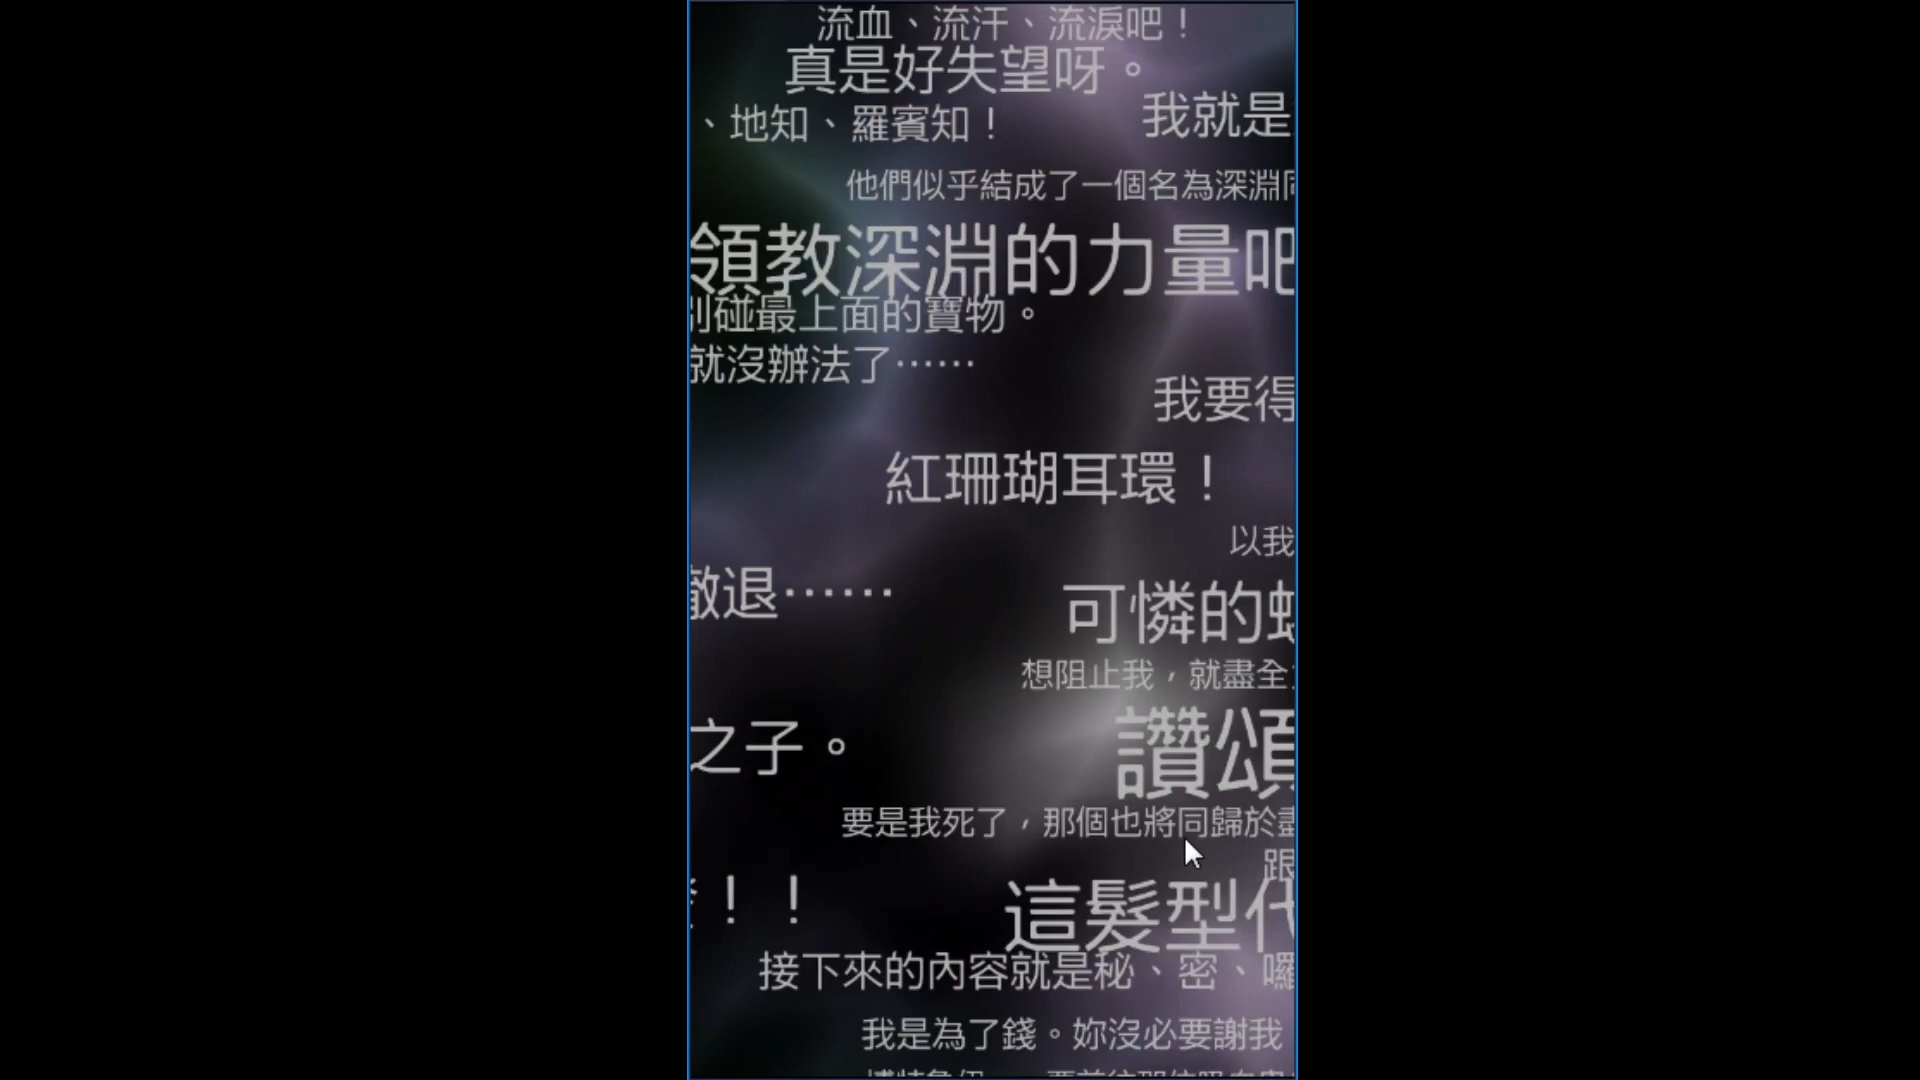 流血、流汗、流淚吧！
真是好失望呀。
、地知、羅賓知！
我就是
他們似乎結成了一個名為深淵同
領教深淵的力量吧
別碰最上面的寶物。
就沒辦法了……
我要得
紅珊瑚耳環！
以我
撤退……
可憐的
想阻止我，就盡全
之子。
讚頌
要是我死了，那個也將同歸於盡
跟
！！
這髮型代
接下來的內容就是秘、密、囉
我是為了錢。妳沒必要謝我